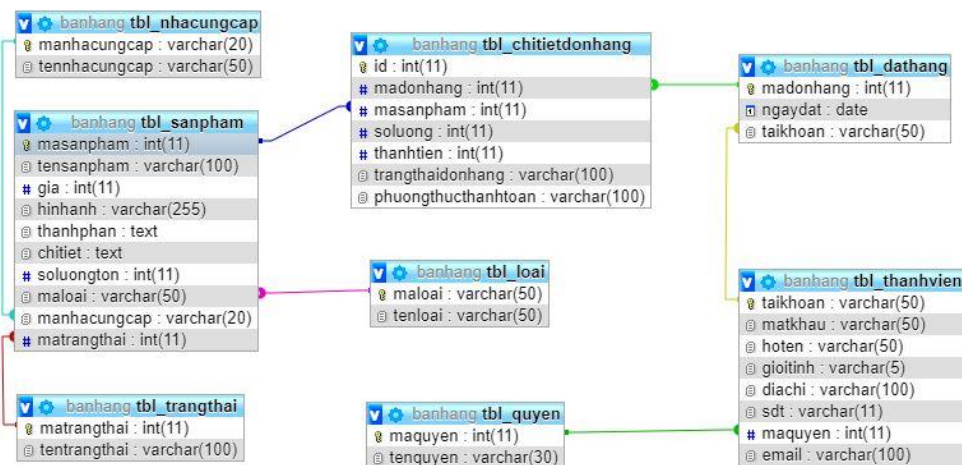 banhang tbl_nhacungcap
manhacungcap : varchar(20)
tennhacungcap : varchar(50)
banhang tbl_sanpham
masanpham : int(11)
tensanpham : varchar(100)
# gia : int(11)
hinhanh : varchar(255)
thanhphan : text
chitiet : text
# soluongton : int(11)
maloai : varchar(50)
manhacungcap : varchar(20)
# matrangthai : int(11)
banhang tbl_trangthai
matrangthai : int(11)
tentrangthai : varchar(100)
banhang tbl_chitietdonhang
id : int(11)
# madonhang : int(11)
# masanpham : int(11)
# soluong : int(11)
# thanhtien : int(11)
trangthaidonhang : varchar(100)
phuongthucthanhtoan : varchar(100)
banhang tbl_loai
maloai : varchar(50)
tenloai : varchar(50)
banhang tbl_quyen
maquyen : int(11)
tenquyen : varchar(30)
banhang tbl_dathang
madonhang : int(11)
ngaydat : date
taikhoan : varchar(50)
banhang tbl_thanhvien
taikhoan : varchar(50)
matkhau : varchar(50)
hoten : varchar(50)
gioitinh : varchar(5)
diachi : varchar(100)
sdt : varchar(11)
# maquyen : int(11)
email : varchar(100)